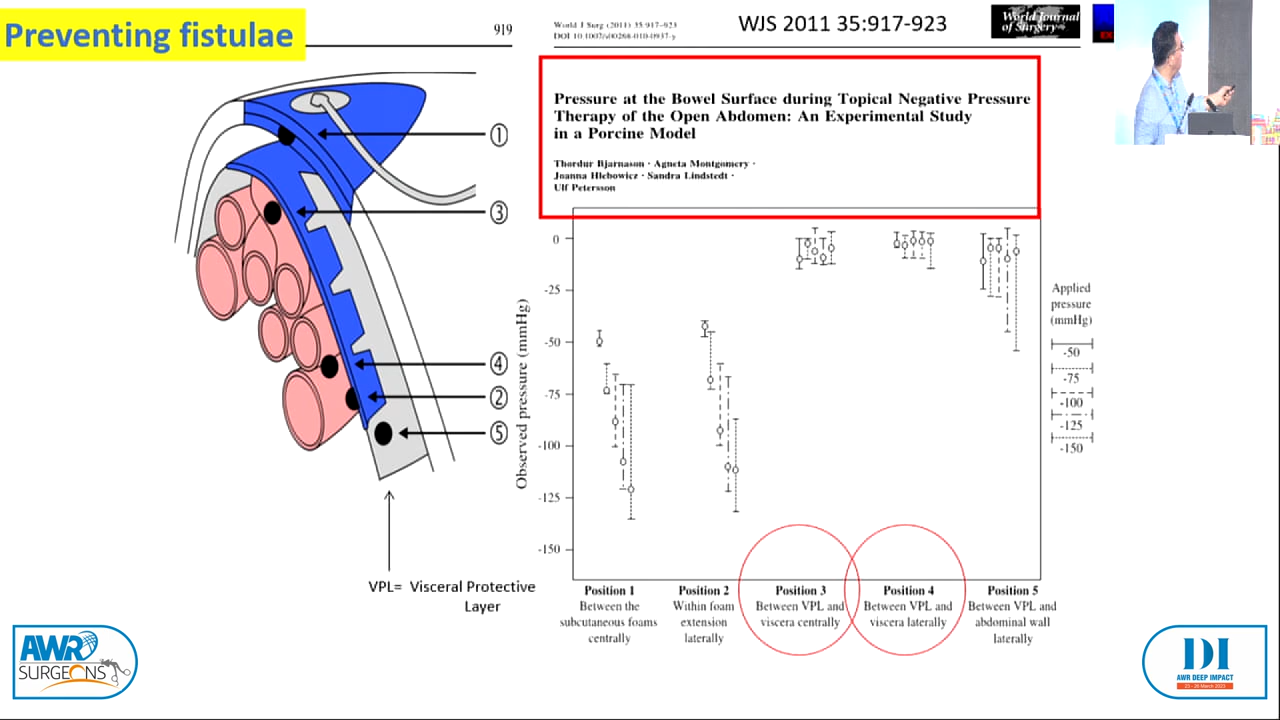 Preventing fistulae
919
World J Surg (2011) 35:917–923
DOI 10.1007/s00268-010-0937-y
WJS 2011 35:917-923
World Journal
of Surgery
Pressure at the Bowel Surface during Topical Negative Pressure
Therapy of the Open Abdomen: An Experimental Study
in a Porcine Model
Thordur Bjarnason · Agneta Montgomery ·
Joanna Hlebowicz · Sandra Lindstedt ·
Ulf Petersson
1
3
4
2
5
VPL= Visceral Protective
Layer
Observed pressure (mmHg)
0
-25
-50
-75
-100
-125
-150
Applied
pressure
(mmHg)
-50
-75
-100
-125
-150
Position 1
Between the
subcutaneous foams
centrally
Position 2
Within foam
extension
laterally
Position 3
Between VPL and
viscera centrally
Position 4
Between VPL and
viscera laterally
Position 5
Between VPL and
abdominal wall
laterally
AWR
SURGEONS
DI
AWR DEEP IMPACT